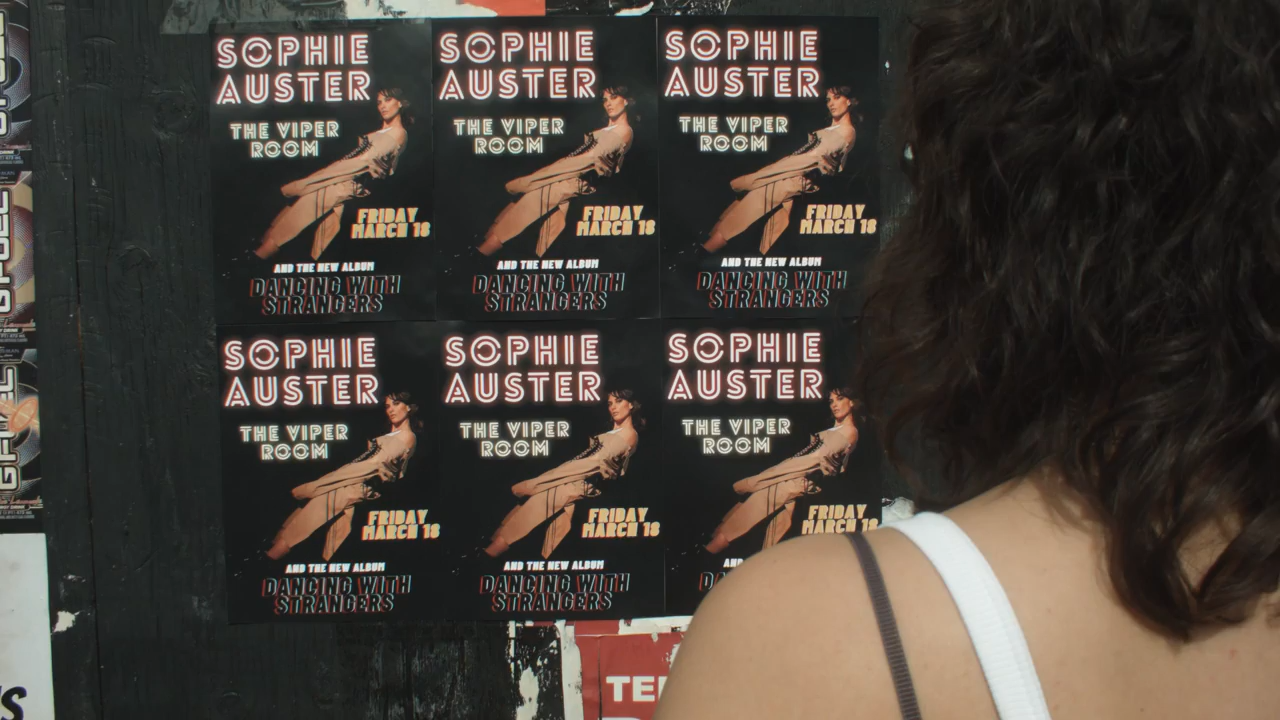 SOPHIE
AUSTER
THE VIPER
ROOM
FRIDAY
MARCH 18
AND THE NEW ALBUM
DANCING WITH
STRANGERS
SOPHIE
AUSTER
THE VIPER
ROOM
FRIDAY
MARCH 18
AND THE NEW ALBUM
DANCING WITH
STRANGERS
SOPHIE
AUSTER
THE VIPER
ROOM
FRIDAY
MARCH 18
AND THE NEW ALBUM
DANCING WITH
STRANGERS
SOPHIE
AUSTER
THE VIPER
ROOM
FRIDAY
MARCH 18
AND THE NEW ALBUM
DANCING WITH
STRANGERS
SOPHIE
AUSTER
THE VIPER
ROOM
FRIDAY
MARCH 18
AND THE NEW ALBUM
DANCING WITH
STRANGERS
SOPHIE
AUSTER
THE VIPER
ROOM
FRIDAY
MARCH 18
AND THE